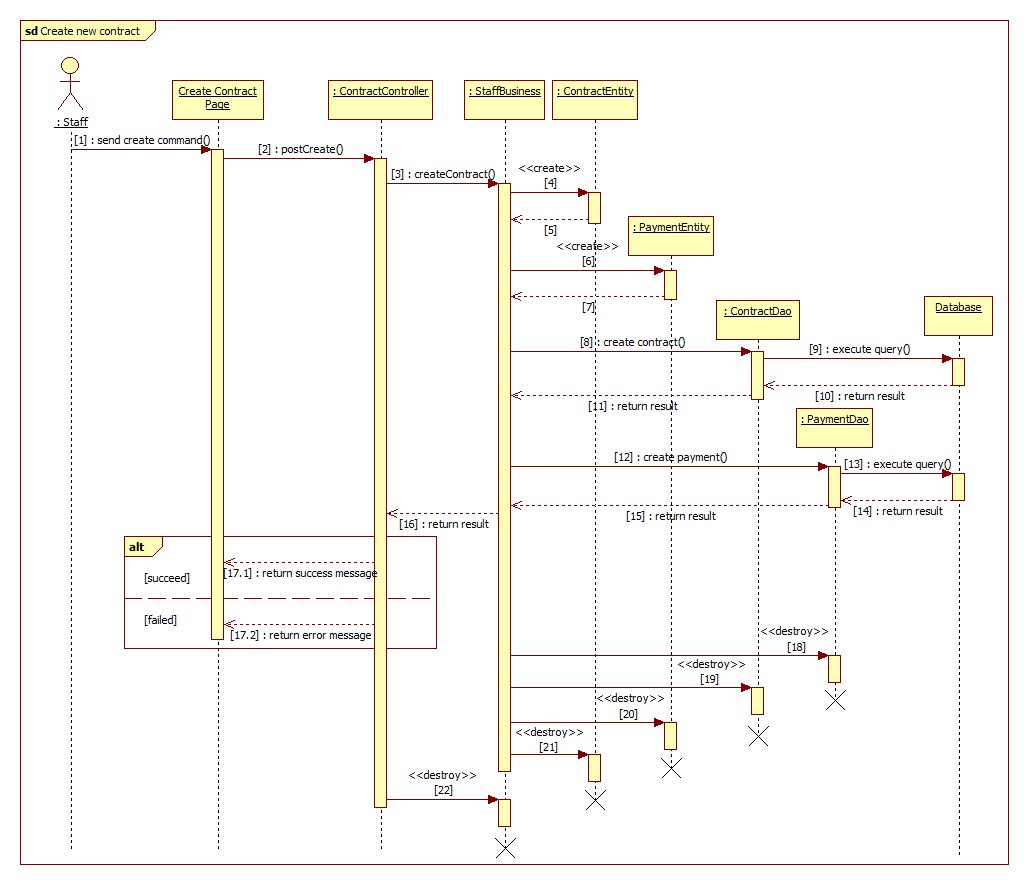 sd Create new contract
: Staff
Create Contract
Page
: ContractController
: StaffBusiness
: ContractEntity
[1] : send create command()
[2] : postCreate()
[3] : createContract()
<<create>>
[4]
[5]
: PaymentEntity
<<create>>
[6]
[7]
: ContractDao
Database
[8] : create contract()
[9] : execute query()
[10] : return result
[11] : return result
: PaymentDao
[12] : create payment()
[13] : execute query()
[14] : return result
[15] : return result
[16] : return result
alt
[succeed]
[17.1] : return success message
[failed]
[17.2] : return error message
<<destroy>>
[18]
<<destroy>>
[19]
<<destroy>>
[20]
<<destroy>>
[21]
<<destroy>>
[22]